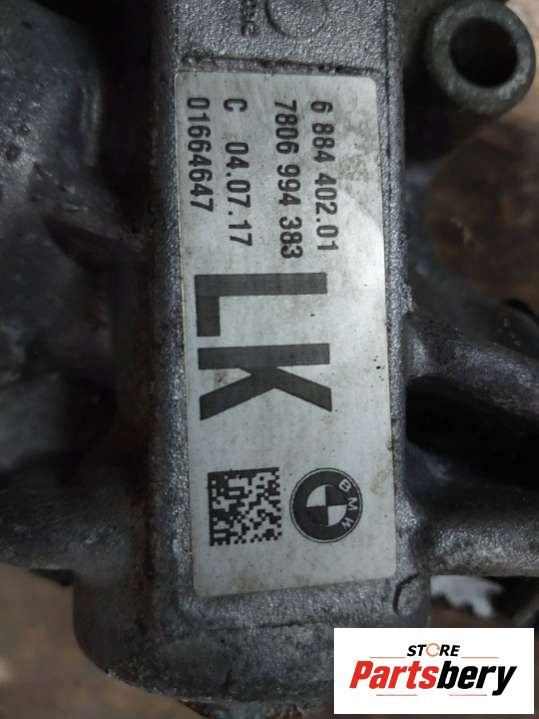 6 884 402.01
7806 994 383
C 04.07.17
01664647
LK
BMW
STORE
Partsbery